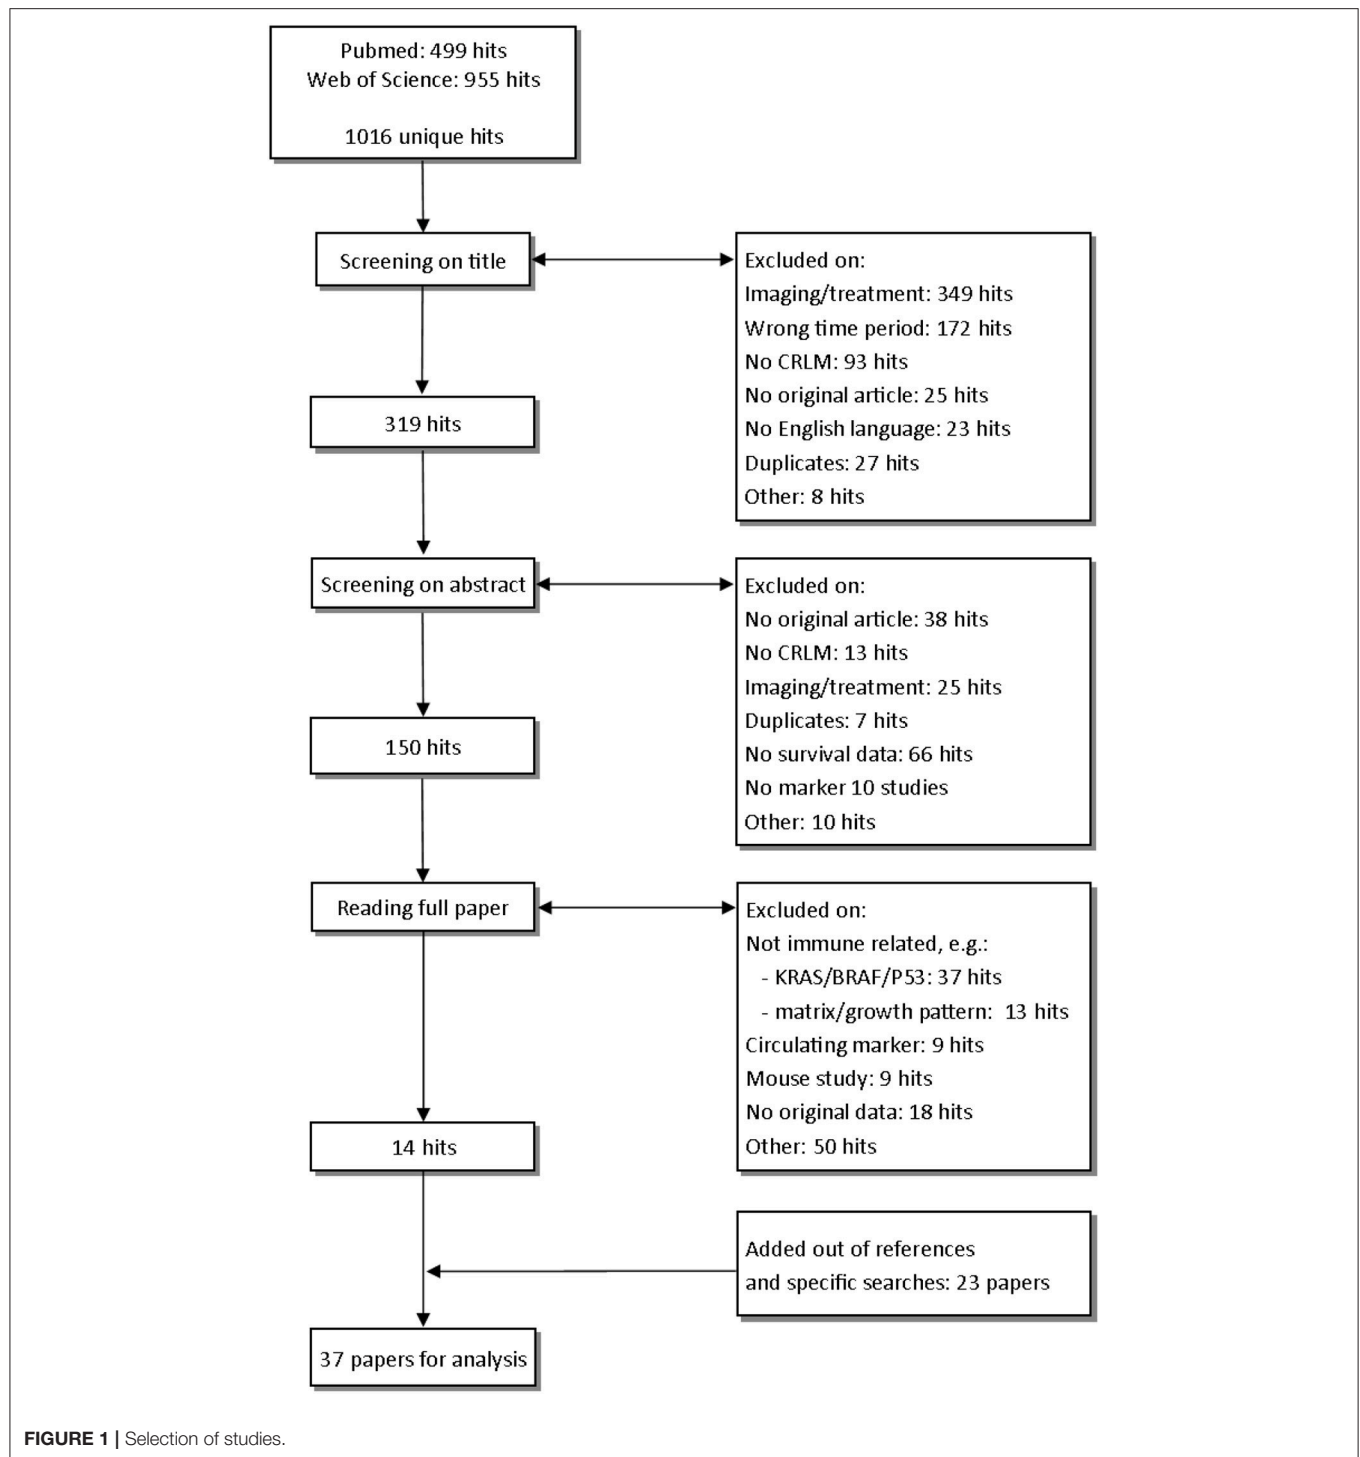 Pubmed: 499 hits
Web of Science: 955 hits
1016 unique hits
Screening on title
Excluded on:
Imaging/treatment: 349 hits
Wrong time period: 172 hits
No CRLM: 93 hits
No original article: 25 hits
No English language: 23 hits
Duplicates: 27 hits
Other: 8 hits
319 hits
Screening on abstract
Excluded on:
No original article: 38 hits
No CRLM: 13 hits
Imaging/treatment: 25 hits
Duplicates: 7 hits
No survival data: 66 hits
No marker 10 studies
Other: 10 hits
150 hits
Reading full paper
Excluded on:
Not immune related, e.g.:
- KRAS/BRAF/P53: 37 hits
- matrix/growth pattern: 13 hits
Circulating marker: 9 hits
Mouse study: 9 hits
No original data: 18 hits
Other: 50 hits
14 hits
Added out of references
and specific searches: 23 papers
37 papers for analysis
FIGURE 1 | Selection of studies.